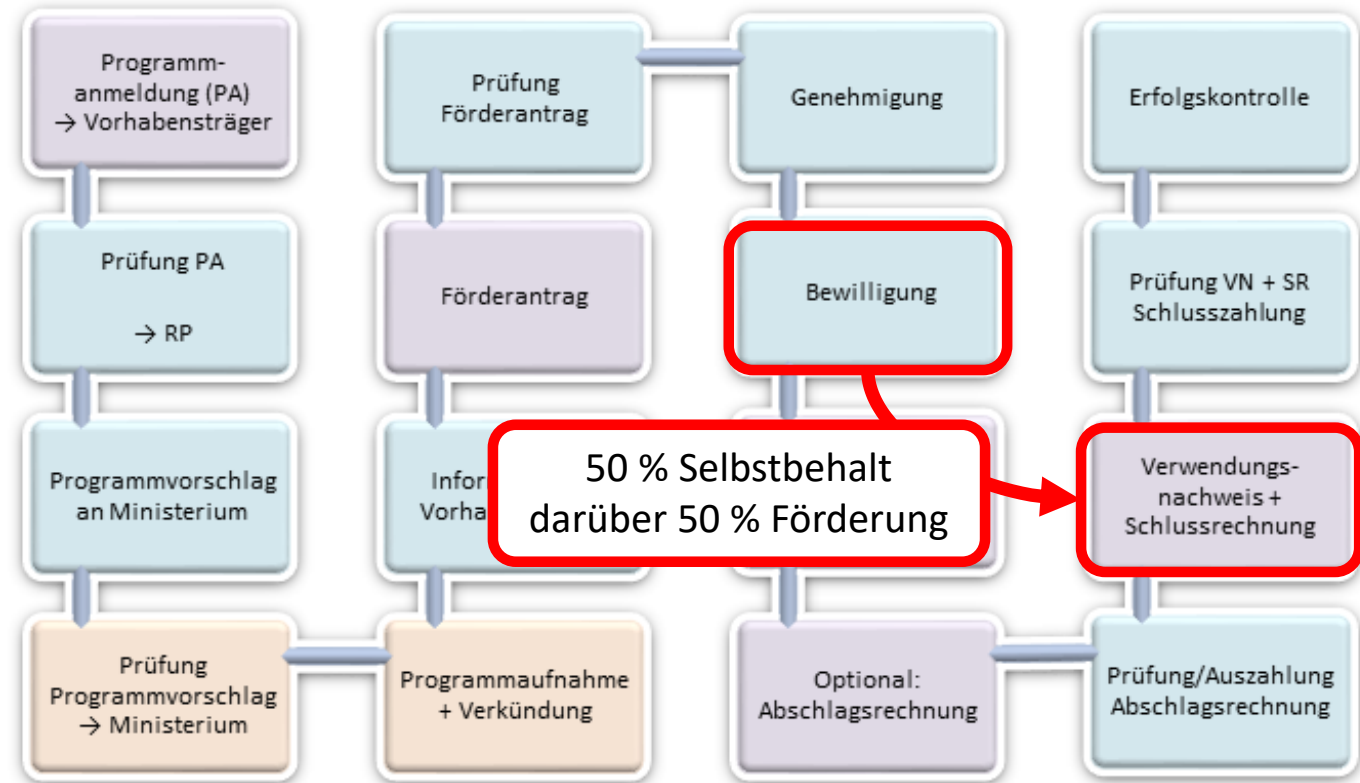 Programm-
anmeldung (PA)
→ Vorhabensträger
Prüfung PA
→ RP
Programmvorschlag
an Ministerium
Prüfung
Programmvorschlag
→ Ministerium
Programmaufnahme
+ Verkündung
Förderantrag
Prüfung
Förderantrag
Genehmigung
Bewilligung
50 % Selbstbehalt
darüber 50 % Förderung
Optional:
Abschlagsrechnung
Prüfung/Auszahlung
Abschlagsrechnung
Verwendungs-
nachweis +
Schlussrechnung
Prüfung VN + SR
Schlusszahlung
Erfolgskontrolle